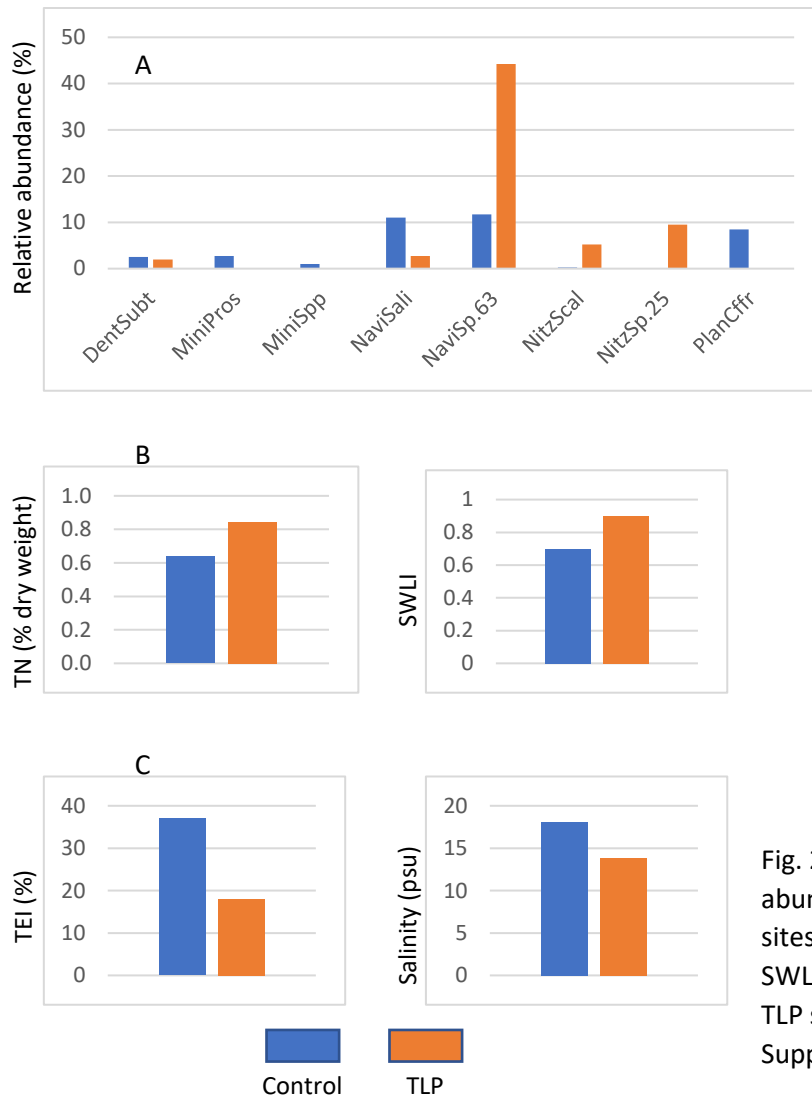 A
Relative abundance (%)
50
40
30
20
10
0
DentSubt
MiniPros
MiniSpp
NaviSali
NaviSp.63
NitzScal
NitzSp.25
PlanCffr
B
TN (% dry weight)
1.0
0.8
0.6
0.4
0.2
0.0
SWLI
1
0.8
0.6
0.4
0.2
0
C
TEI (%)
40
30
20
10
0
Salinity (psu)
20
15
10
5
0
Control
TLP
Fig.
abun
sites
SWL
TLP s
Supp